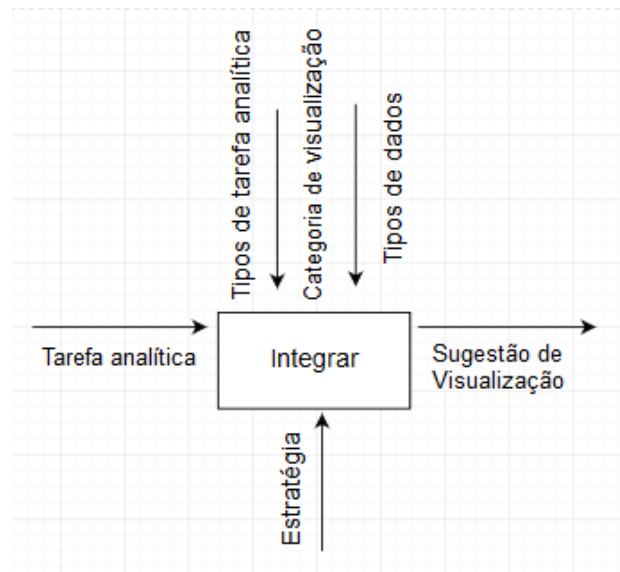 Tipos de tarefa analítica
Categoria de visualização
Tipos de dados
Tarefa analítica
Integrar
Sugestão de
Visualização
Estratégia